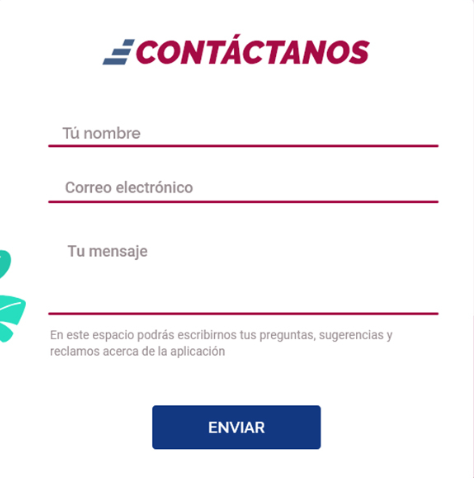 CONTÁCTANOS
Tú nombre
Correo electrónico
Tu mensaje
En este espacio podrás escribirnos tus preguntas, sugerencias y
reclamos acerca de la aplicación
ENVIAR